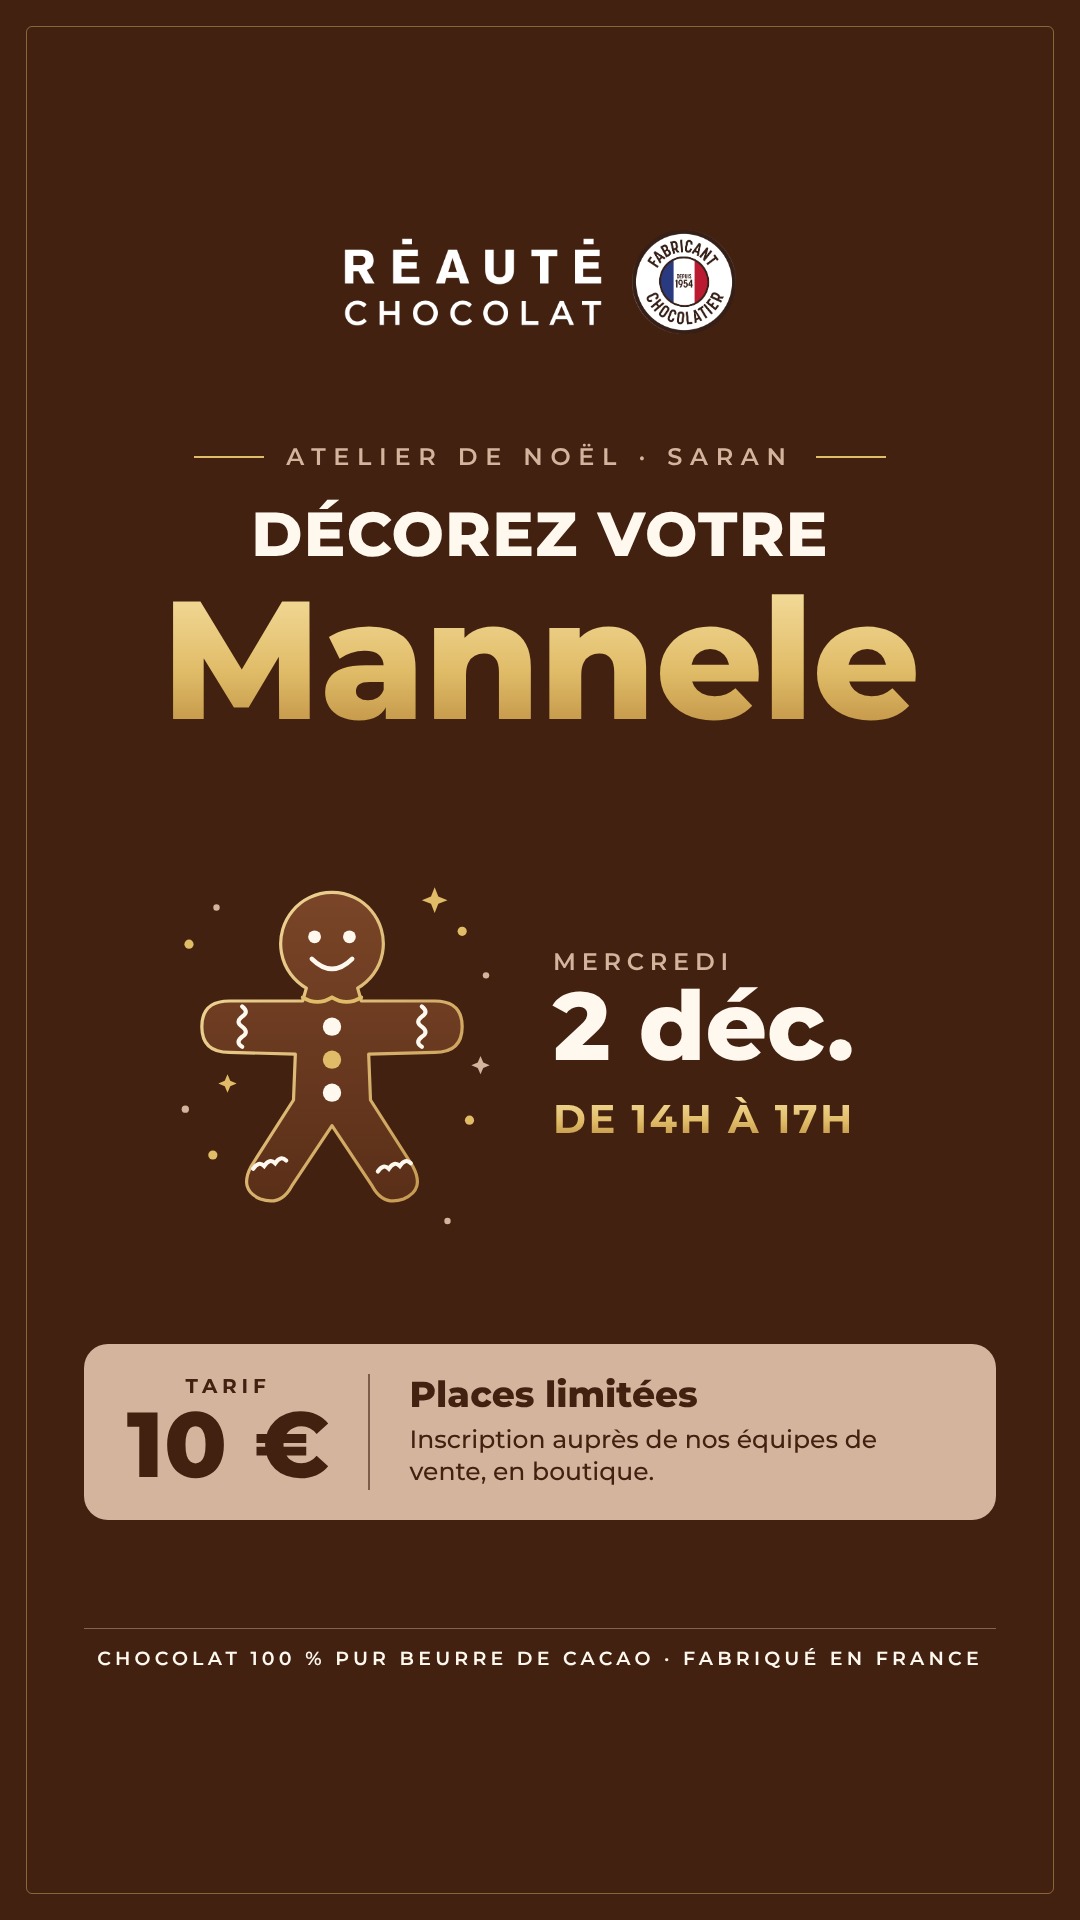 RĖAUTĖ
CHOCOLAT
FABRICANT
DEPUIS
1954
CHOCOLATIER
ATELIER DE NOËL · SARAN
DÉCOREZ VOTRE
Mannele
MERCREDI
2 déc.
DE 14H À 17H
TARIF
10 €
Places limitées
Inscription auprès de nos équipes de
vente, en boutique.
CHOCOLAT 100 % PUR BEURRE DE CACAO · FABRIQUÉ EN FRANCE